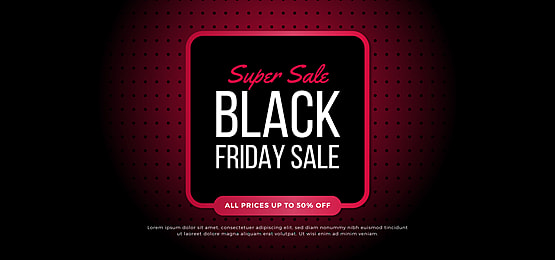 Super Sale
BLACK
FRIDAY SALE
ALL PRICES UP TO 50% OFF
Lorem ipsum dolor sit amet, consectetuer adipiscing elit, sed diam nonummy nibh euismod tincidunt
ut laoreet dolore magna aliquam erat volutpat. Ut wisi enim ad minim veniam.